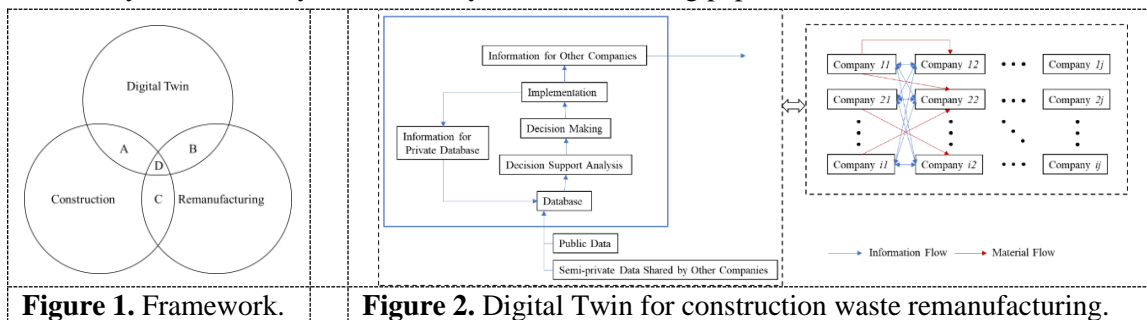 Digital Twin
A
B
D
Construction
C
Remanufacturing
Figure 1. Framework.
Information for Other Companies
Implementation
Information for
Private Database
Decision Making
Decision Support Analysis
Database
Public Data
Semi-private Data Shared by Other Companies
Company 11
Company 12
Company 1j
Company 21
Company 22
Company 2j
Company i1
Company i2
Company ij
Information Flow
Material Flow
Figure 2. Digital Twin for construction waste remanufacturing.